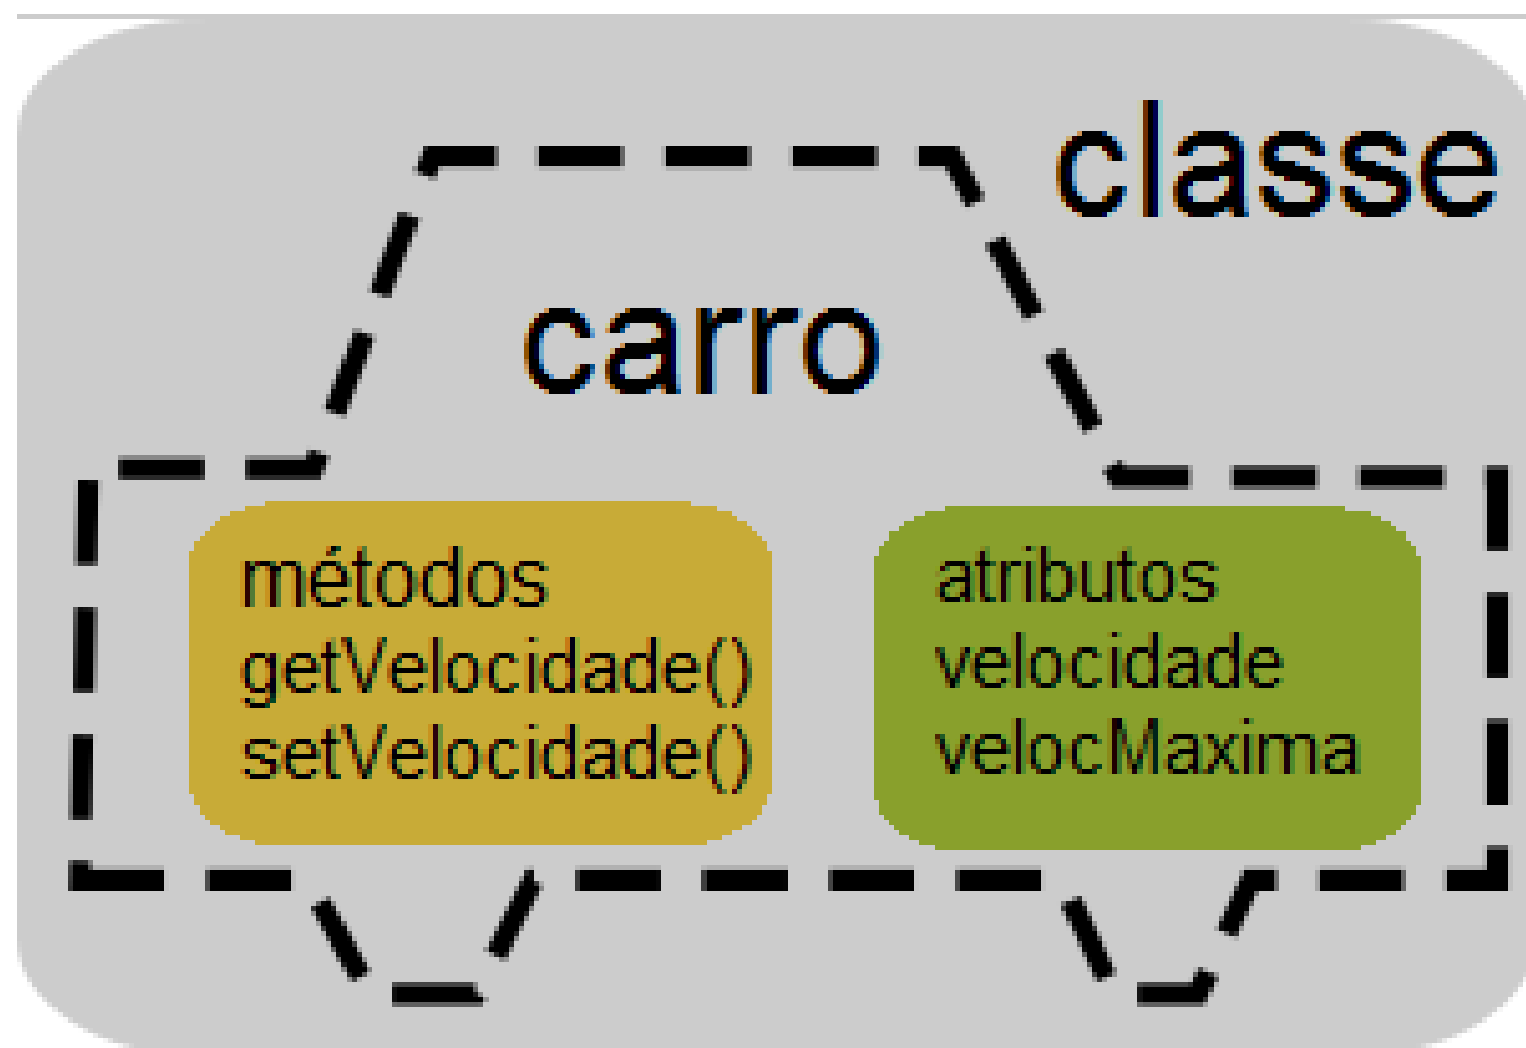 classe
carro
métodos
getVelocidade()
setVelocidade()
atributos
velocidade
velocMaxima